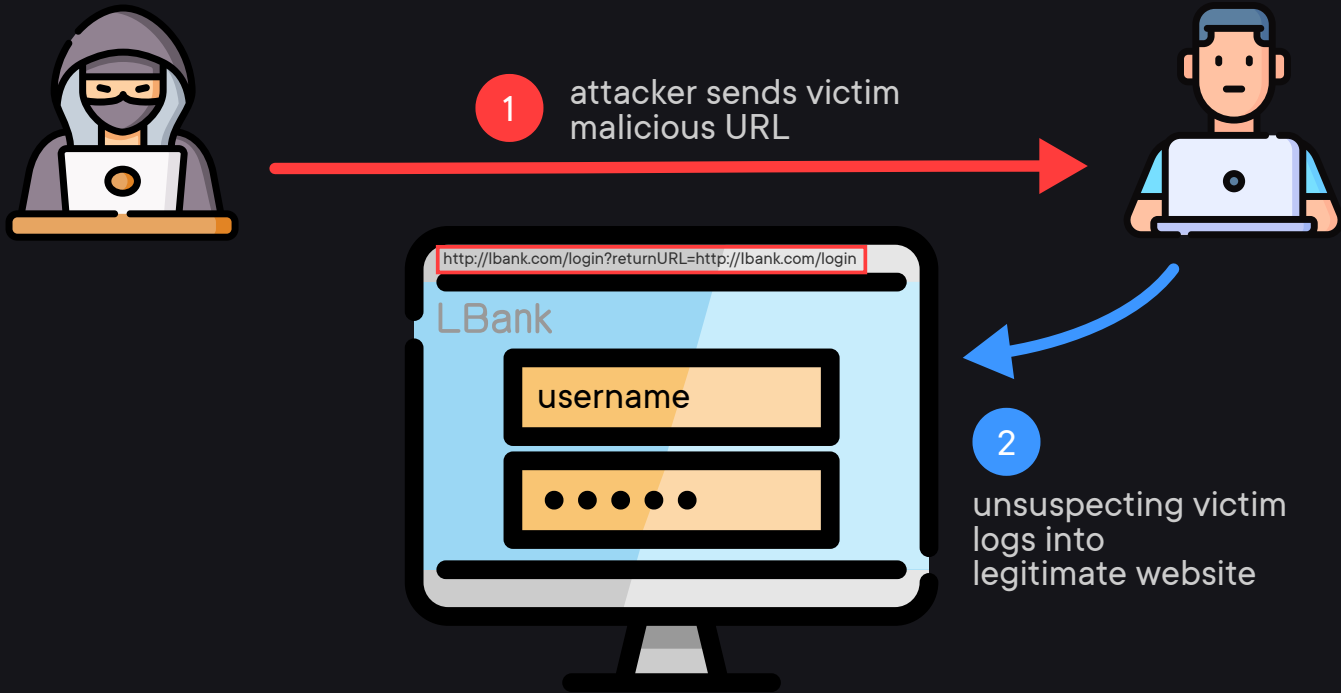 1
attacker sends victim
malicious URL
http://lbank.com/login?returnURL=http://lbank.com/login
LBank
username
2
unsuspecting victim
logs into
legitimate website